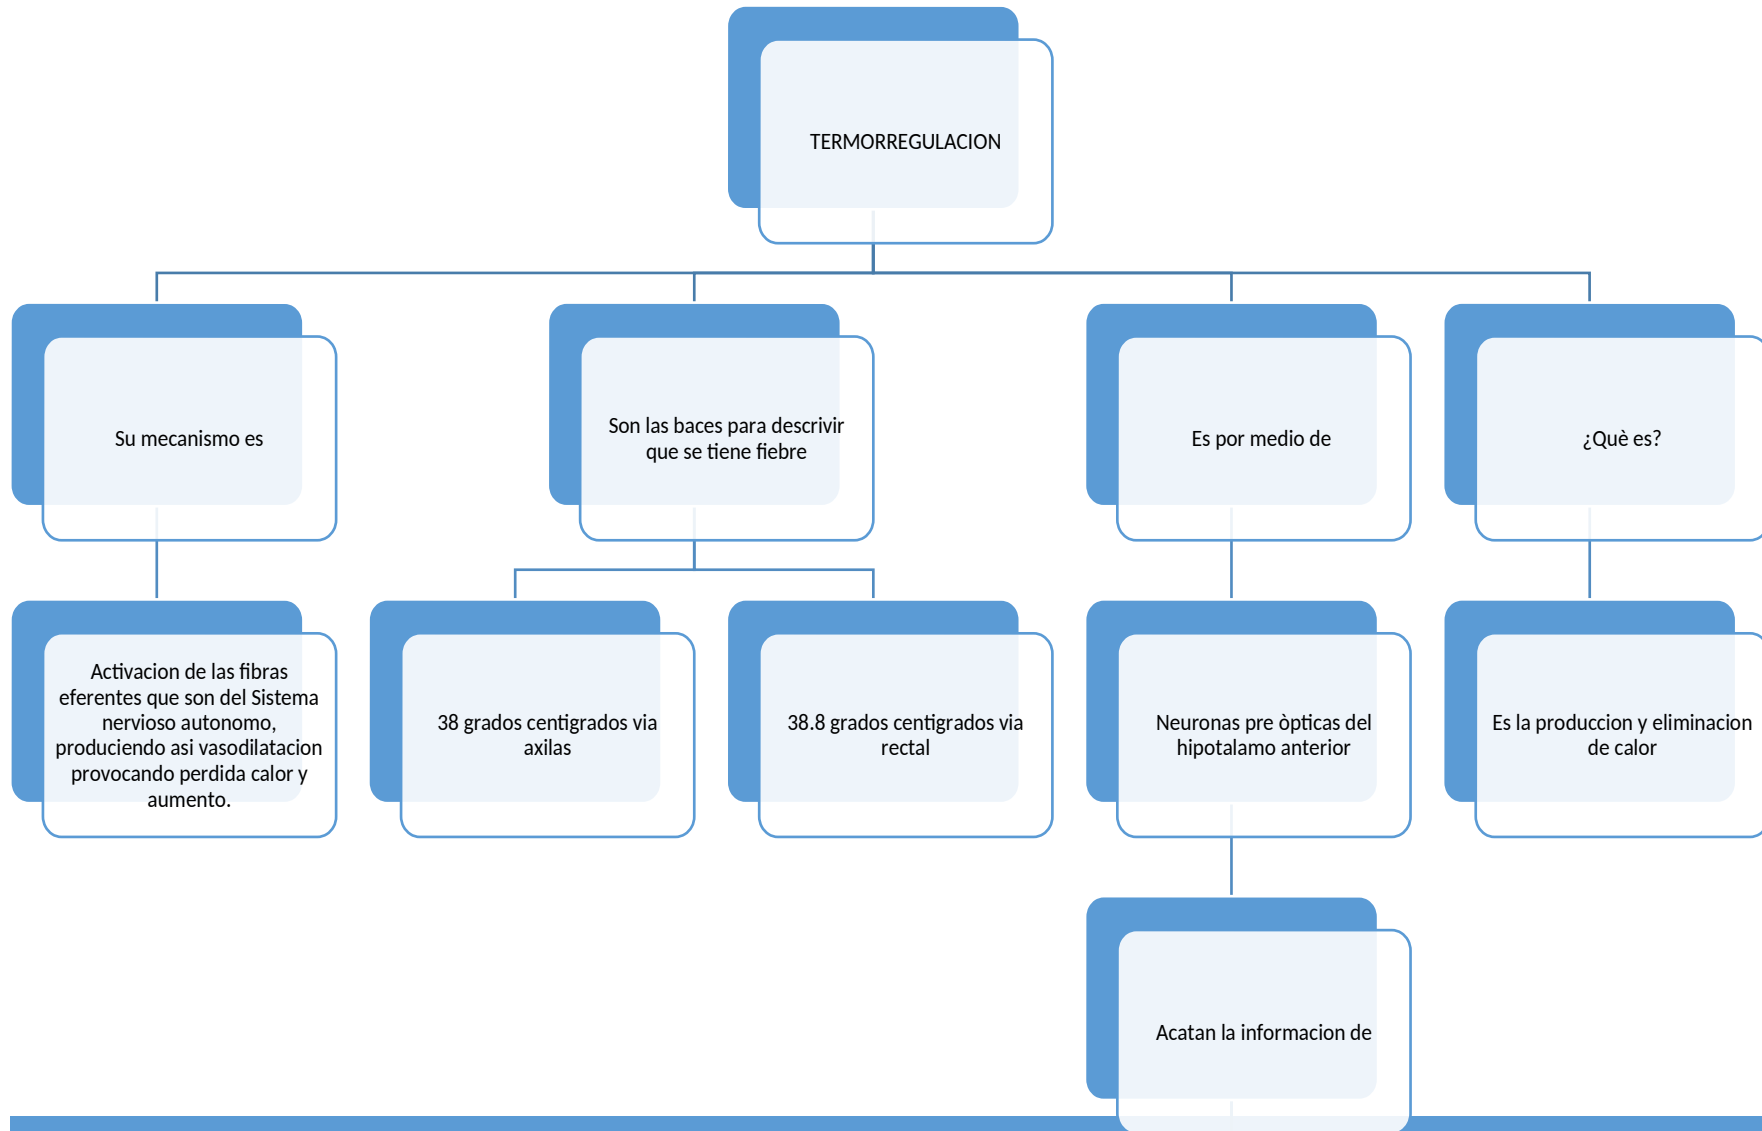 TERMORREGULACION
Su mecanismo es
Son las baces para descrivir
que se tiene fiebre
Es por medio de
¿Què es?
Activacion de las fibras
eferentes que son del Sistema
nervioso autonomo,
produciendo asi vasodilatacion
provocando perdida calor y
aumento.
38 grados centigrados via
axilas
38.8 grados centigrados via
rectal
Neuronas pre òpticas del
hipotalamo anterior
Es la produccion y eliminacion
de calor
Acatan la informacion de